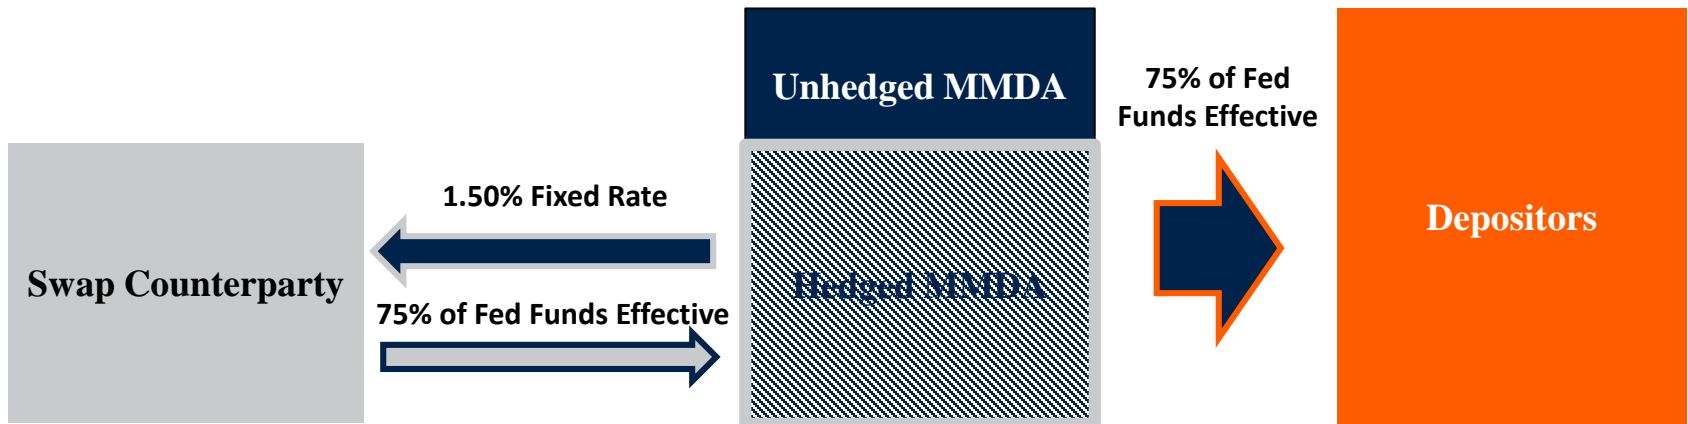 Unhedged MMDA
75% of Fed
Funds Effective
1.50% Fixed Rate
Depositors
Swap Counterparty
Hedged MMDA
75% of Fed Funds Effective